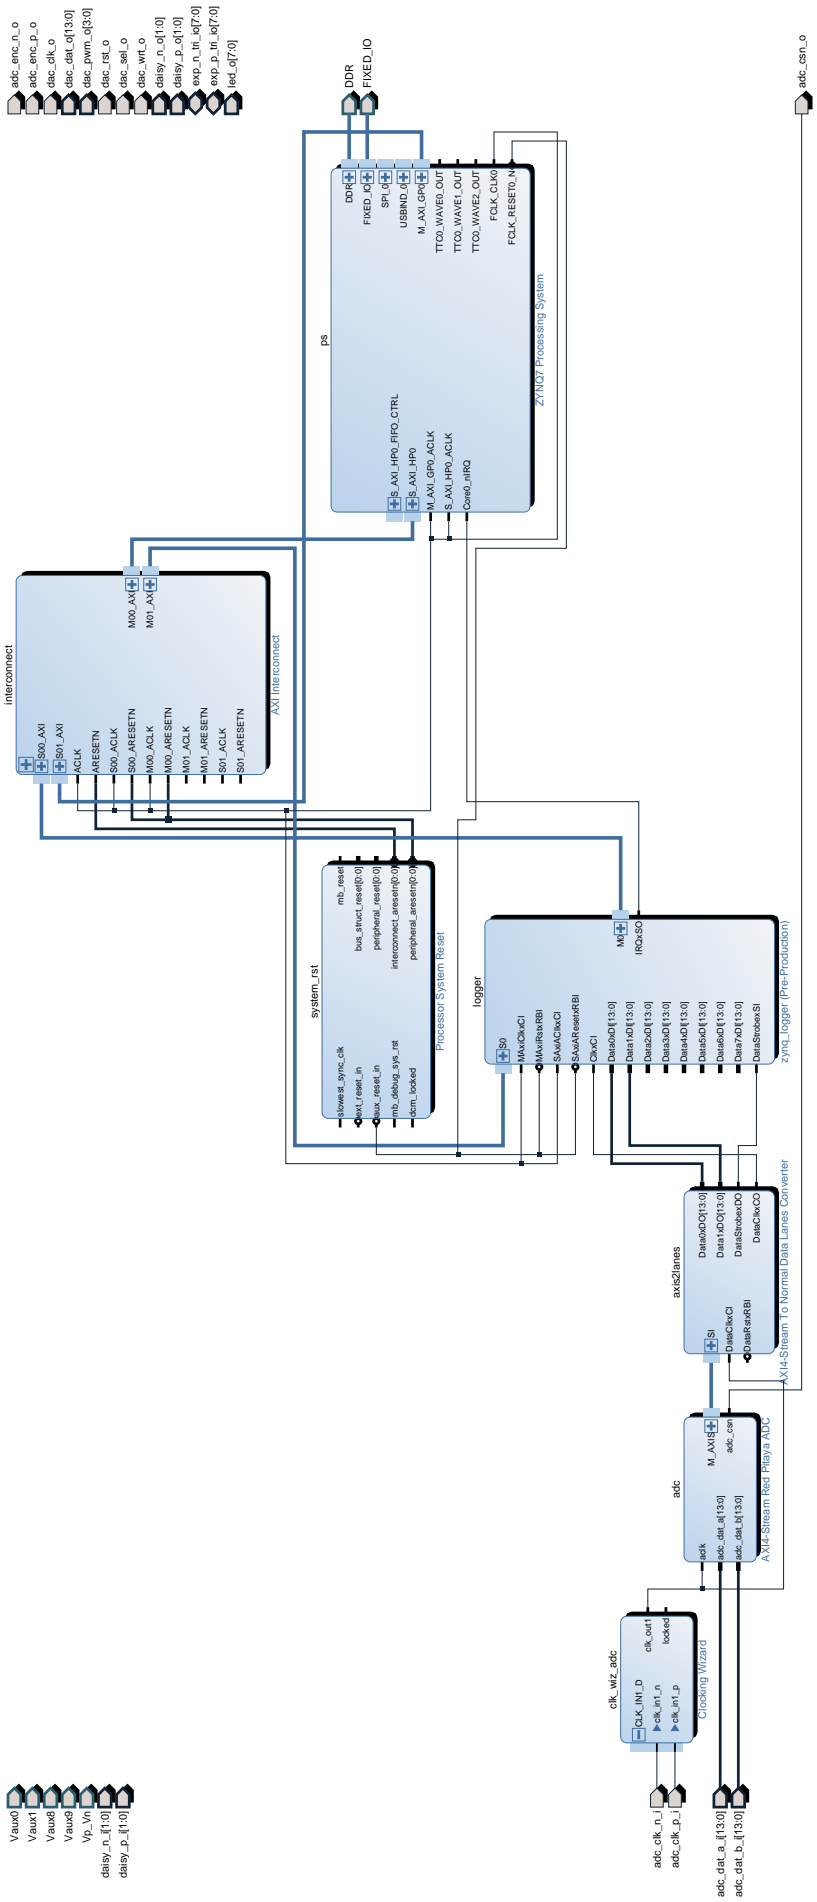 adc_enc_n_o
adc_enc_p_o
dac_clk_o
dac_dat_o[13:0]
dac_pwm_o[3:0]
dac_rst_o
dac_sel_o
dac_wrt_o
daisy_n_o[1:0]
daisy_p_o[1:0]
exp_n_tri_io[7:0]
exp_p_tri_io[7:0]
led_o[7:0]
DDR
FIXED_IO
adc_csn_o
ps
DDR
FIXED_IO
SPI_0
USBIND_0
M_AXI_GP0
TTC0_WAVE0_OUT
TTC0_WAVE1_OUT
TTC0_WAVE2_OUT
FCLK_CLK0
FCLK_RESET0_N
S_AXI_HP0_FIFO_CTRL
S_AXI_HP0
M_AXI_GP0_ACLK
S_AXI_HP0_ACLK
Core0_nIRQ
ZYNQ7 Processing System
interconnect
M00_AXI
M01_AXI
S00_AXI
S01_AXI
ACLK
ARESETN
S00_ACLK
S00_ARESETN
M00_ACLK
M00_ARESETN
M01_ACLK
M01_ARESETN
S01_ACLK
S01_ARESETN
AXI Interconnect
system_rst
mb_reset
bus_struct_reset[0:0]
peripheral_reset[0:0]
interconnect_aresetn[0:0]
peripheral_aresetn[0:0]
slowest_sync_clk
ext_reset_in
aux_reset_in
mb_debug_sys_rst
dcm_locked
Processor System Reset
logger
M0
IRQxSO
S0
MAxiClkxCI
MAxiRstxRBI
SAxiAClkxCI
SAxiAResetxRBI
ClkxCI
Data0xDI[13:0]
Data1xDI[13:0]
Data2xDI[13:0]
Data3xDI[13:0]
Data4xDI[13:0]
Data5xDI[13:0]
Data6xDI[13:0]
Data7xDI[13:0]
DataStrobexSI
zynq_logger (Pre-Production)
axis2lanes
Data0xDO[13:0]
Data1xDO[13:0]
DataStrobexDO
DataClkxCO
SI
DataClkxCI
DataRstxRBI
AXI4-Stream To Normal Data Lanes Converter
adc
M_AXIS
adc_csn
aclk
adc_dat_a[13:0]
adc_dat_b[13:0]
AXI4-Stream Red Pitaya ADC
clk_wiz_adc
clk_out1
locked
CLK_IN1_D
clk_in1_n
clk_in1_p
Clocking Wizard
Vaux0
Vaux1
Vaux8
Vaux9
Vp_Vn
daisy_n_i[1:0]
daisy_p_i[1:0]
adc_clk_n_i
adc_clk_p_i
adc_dat_a_i[13:0]
adc_dat_b_i[13:0]